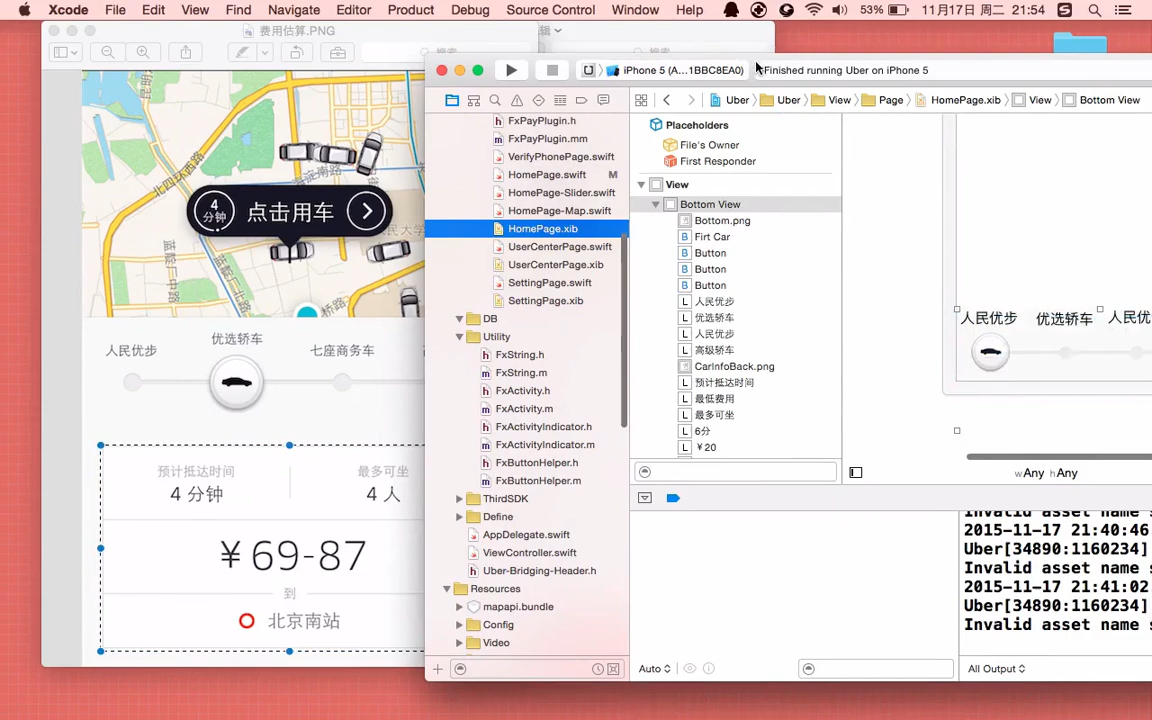 Xcode File Edit View Find Navigate Editor Product Debug Source Control Window Help 53% 11月17日 周二 21:54
费用估算.PNG
辑
搜索
搜索
iPhone 5 (A...1BBC8EA0)
Finished running Uber on iPhone 5
Uber Uber View Page HomePage.xib View Bottom View
FxPayPlugin.h
FxPayPlugin.mm
VerifyPhonePage.swift
HomePage.swift M
HomePage-Slider.swift
HomePage-Map.swift
HomePage.xib
UserCenterPage.swift
UserCenterPage.xib
SettingPage.swift
SettingPage.xib
DB
Utility
FxString.h
FxString.m
FxActivity.h
FxActivity.m
FxActivityIndicator.h
FxActivityIndicator.m
FxButtonHelper.h
FxButtonHelper.m
ThirdSDK
Define
AppDelegate.swift
ViewController.swift
Uber-Bridging-Header.h
Resources
mapapi.bundle
Config
Video
Placeholders
File's Owner
First Responder
View
Bottom View
Bottom.png
B Firt Car
B Button
B Button
B Button
L 人民优步
L 优选轿车
L 人民优步
L 高级轿车
CarInfoBack.png
L 预计抵达时间
L 最低费用
L 最多可坐
L 6分
L ¥20
人民优步 优选轿车 人民优
wAny hAny
北四环西路
4
分钟
点击用车
人民优步
优选轿车
七座商务车
预计抵达时间
4 分钟
最多可坐
4 人
¥69-87
到
北京南站
Invalid asset name s
2015-11-17 21:40:46
Uber[34890:1160234]
Invalid asset name s
2015-11-17 21:41:02
Uber[34890:1160234]
Invalid asset name s
Auto
All Output